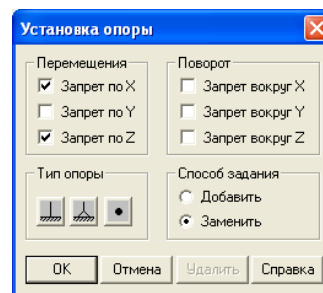 Установка опоры
Перемещения
Запрет по X
Запрет по Y
Запрет по Z
Поворот
Запрет вокруг X
Запрет вокруг Y
Запрет вокруг Z
Тип опоры
Способ задания
Добавить
Заменить
OK
Отмена
Удалить
Справка